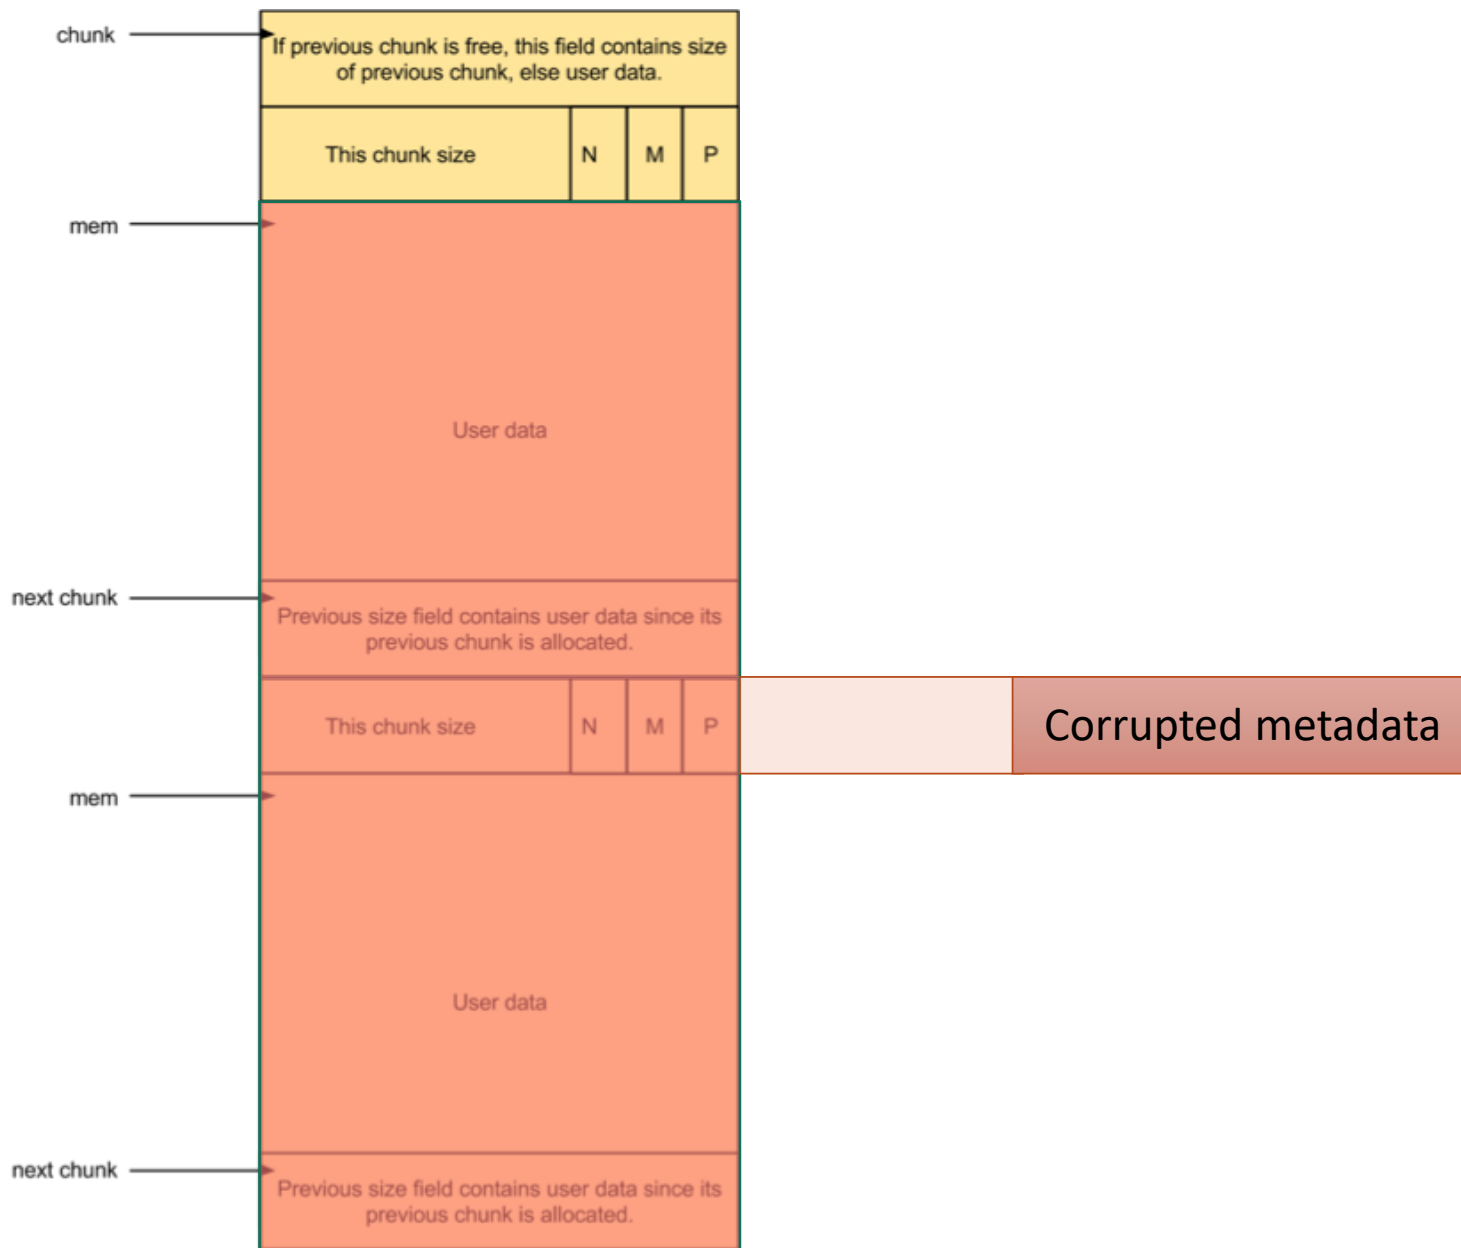 chunk
If previous chunk is free, this field contains size
of previous chunk, else user data.
This chunk size N M P
mem
User data
next chunk
Previous size field contains user data since its
previous chunk is allocated.
This chunk size N M P
Corrupted metadata
mem
User data
next chunk
Previous size field contains user data since its
previous chunk is allocated.